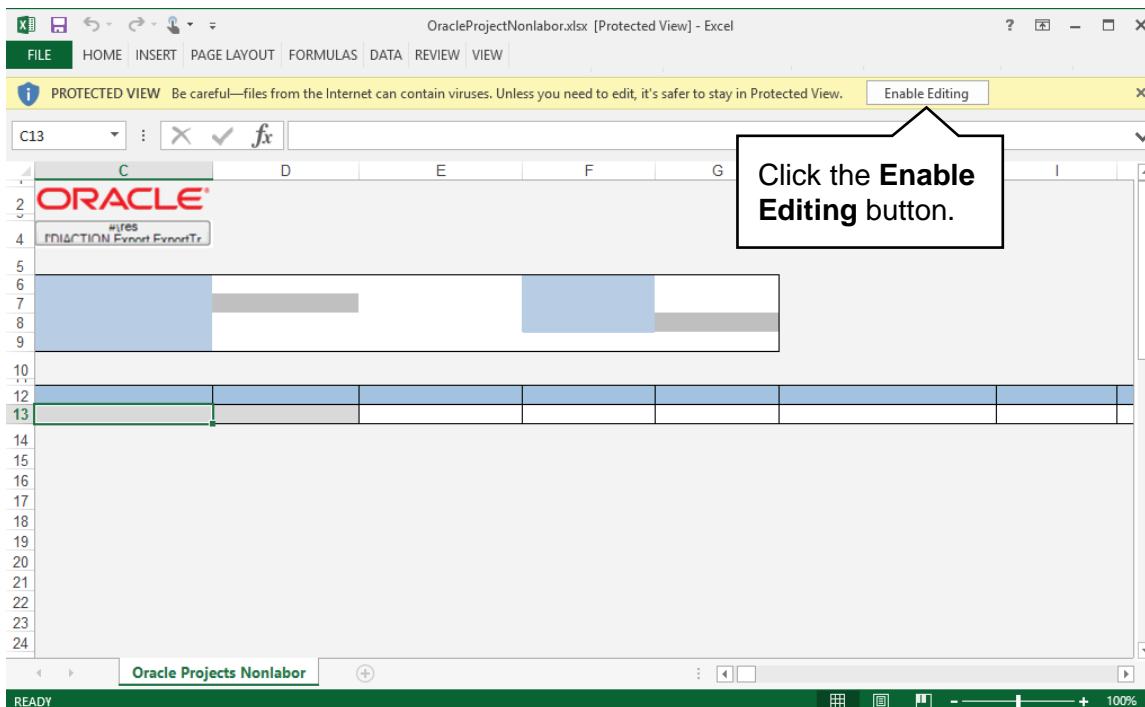 OracleProjectNonlabor.xlsx [Protected View] - Excel
?
FILE HOME INSERT PAGE LAYOUT FORMULAS DATA REVIEW VIEW
PROTECTED VIEW Be careful—files from the Internet can contain viruses. Unless you need to edit, it's safer to stay in Protected View. Enable Editing
C13 fx
Click the Enable
Editing button.
C D E F G I
2 ORACLE
4 Export
5
6
7
8
9
10
12
13
14
15
16
17
18
19
20
21
22
23
24
Oracle Projects Nonlabor
READY 100%